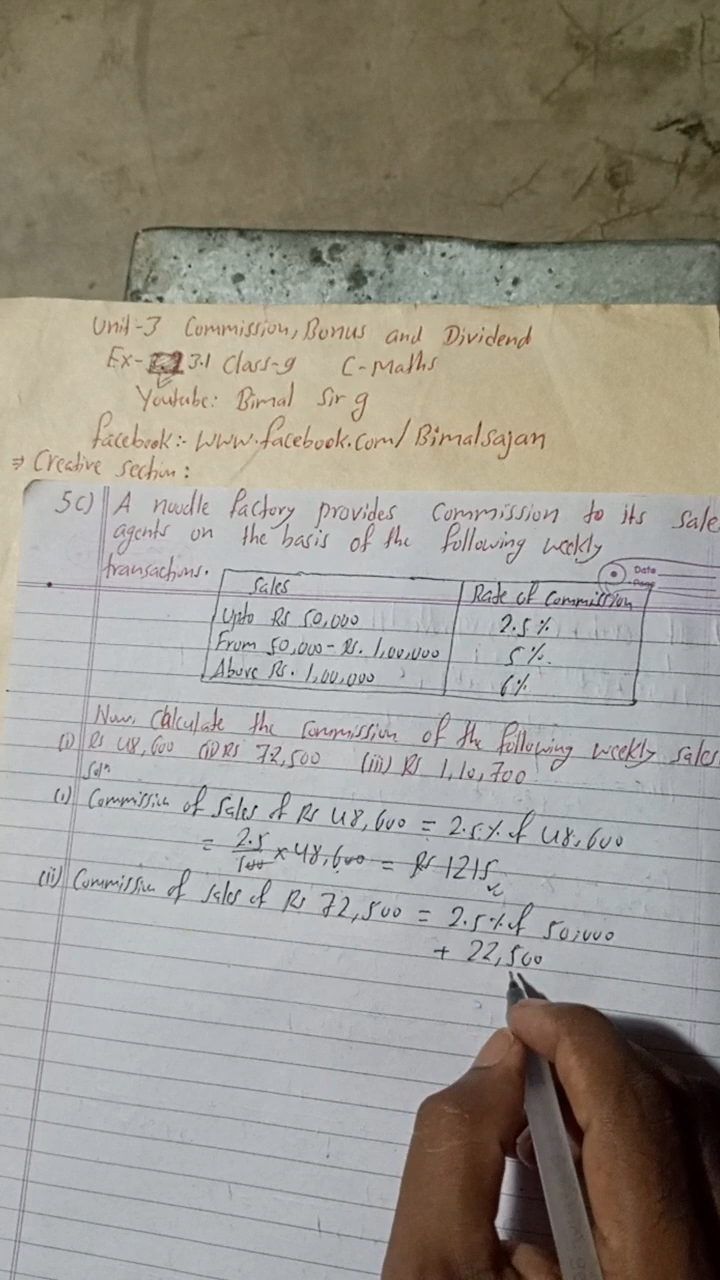 Unit-3 Commission, Bonus and Dividend
Ex- 3.1 Class-9 C-Maths
Youtube: Bimal Sir g
facebook:- www.facebook.com/Bimalsajan
⇒ Creative section:
5c) A noodle factory provides commission to its sale
agents on the basis of the following weekly
transactions.
Date
Page
Sales Rate of Commission
Upto Rs 50,000 2.5%
From 50,000 - Rs. 1,00,000 5%.
Above Rs. 1,00,000 6%
Now, Calculate the commission of the following weekly sales
(i) Rs 48,600 (ii) Rs 72,500 (iii) Rs 1,10,700
Soln
(i) Commission of sales of Rs 48,600 = 2.5% of 48,600
= 2.5/100 × 48,600 = Rs 1215
(ii) Commission of sales of Rs 72,500 = 2.5% of 50,000
+ 22,500